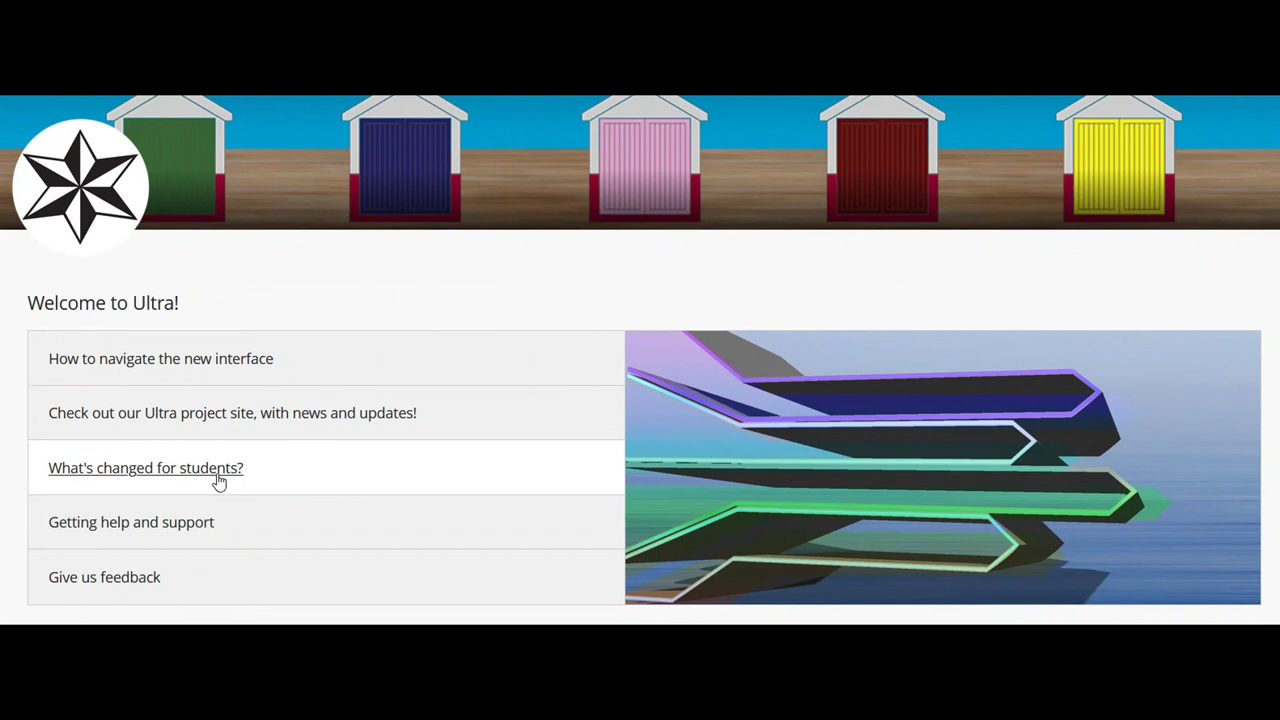 Welcome to Ultra!
How to navigate the new interface
Check out our Ultra project site, with news and updates!
What's changed for students?
Getting help and support
Give us feedback